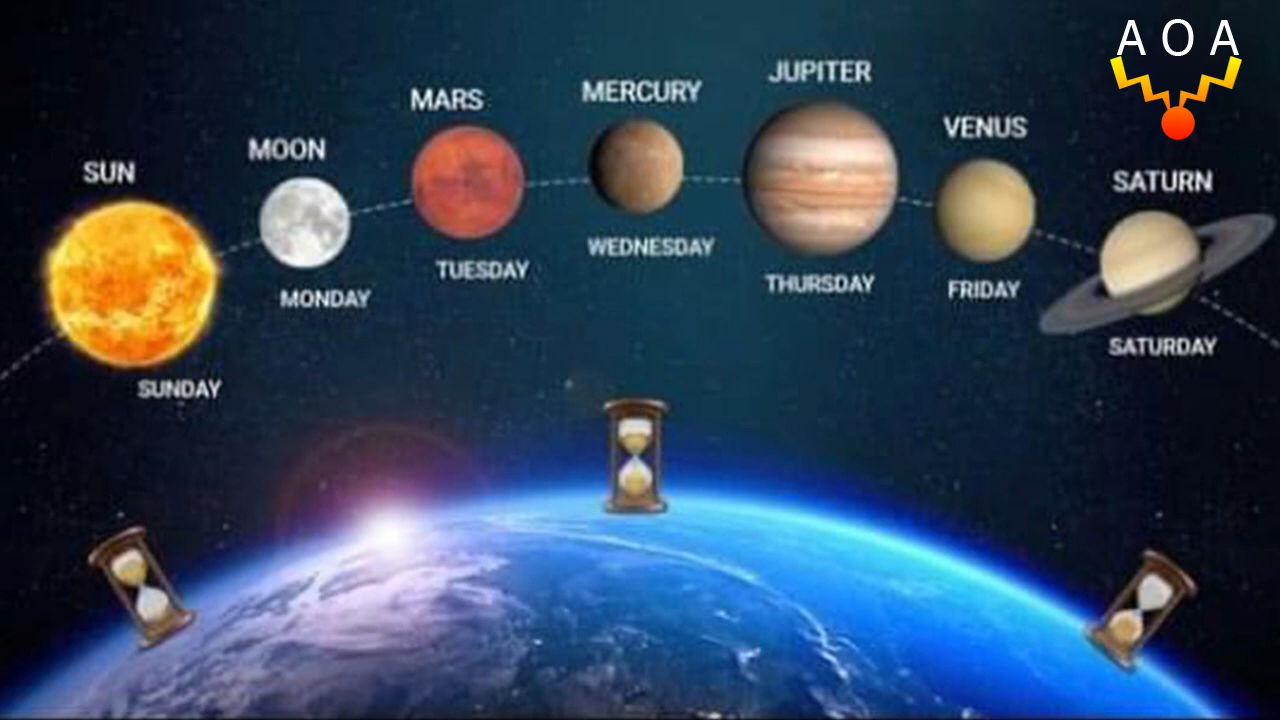 A O A
SUN
MOON
MARS
MERCURY
JUPITER
VENUS
SATURN
SUNDAY
MONDAY
TUESDAY
WEDNESDAY
THURSDAY
FRIDAY
SATURDAY